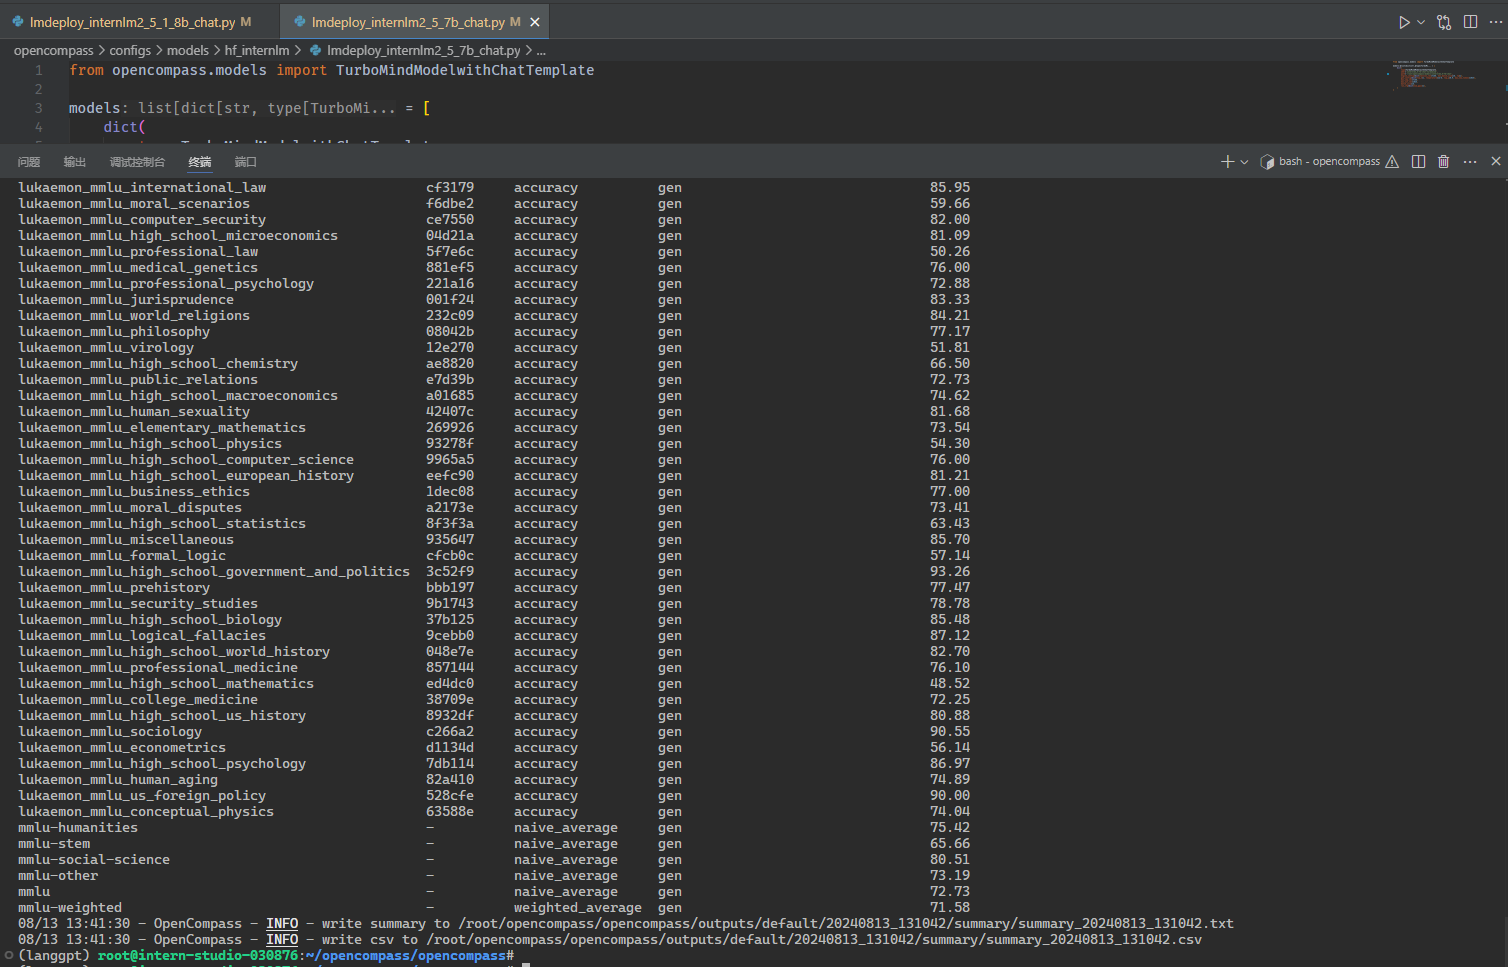 lmdeploy_internlm2_5_1_8b_chat.py M lmdeploy_internlm2_5_7b_chat.py M
opencompass > configs > models > hf_internlm > lmdeploy_internlm2_5_7b_chat.py > ...
1 from opencompass.models import TurboMindModelwithChatTemplate
2
3 models: list[dict[str, type[TurboMi... = [
4 dict(
问题 输出 调试控制台 终端 端口 bash - opencompass
lukaemon_mmlu_international_law cf3179 accuracy gen 85.95
lukaemon_mmlu_moral_scenarios f6dbe2 accuracy gen 59.66
lukaemon_mmlu_computer_security ce7550 accuracy gen 82.00
lukaemon_mmlu_high_school_microeconomics 04d21a accuracy gen 81.09
lukaemon_mmlu_professional_law 5f7e6c accuracy gen 50.26
lukaemon_mmlu_medical_genetics 881ef5 accuracy gen 76.00
lukaemon_mmlu_professional_psychology 221a16 accuracy gen 72.88
lukaemon_mmlu_jurisprudence 001f24 accuracy gen 83.33
lukaemon_mmlu_world_religions 232c09 accuracy gen 84.21
lukaemon_mmlu_philosophy 08042b accuracy gen 77.17
lukaemon_mmlu_virology 12e270 accuracy gen 51.81
lukaemon_mmlu_high_school_chemistry ae8820 accuracy gen 66.50
lukaemon_mmlu_public_relations e7d39b accuracy gen 72.73
lukaemon_mmlu_high_school_macroeconomics a01685 accuracy gen 74.62
lukaemon_mmlu_human_sexuality 42407c accuracy gen 81.68
lukaemon_mmlu_elementary_mathematics 269926 accuracy gen 73.54
lukaemon_mmlu_high_school_physics 93278f accuracy gen 54.30
lukaemon_mmlu_high_school_computer_science 9965a5 accuracy gen 76.00
lukaemon_mmlu_high_school_european_history eefc90 accuracy gen 81.21
lukaemon_mmlu_business_ethics 1dec08 accuracy gen 77.00
lukaemon_mmlu_moral_disputes a2173e accuracy gen 73.41
lukaemon_mmlu_high_school_statistics 8f3f3a accuracy gen 63.43
lukaemon_mmlu_miscellaneous 935647 accuracy gen 85.70
lukaemon_mmlu_formal_logic cfcb0c accuracy gen 57.14
lukaemon_mmlu_high_school_government_and_politics 3c52f9 accuracy gen 93.26
lukaemon_mmlu_prehistory bbb197 accuracy gen 77.47
lukaemon_mmlu_security_studies 9b1743 accuracy gen 78.78
lukaemon_mmlu_high_school_biology 37b125 accuracy gen 85.48
lukaemon_mmlu_logical_fallacies 9cebb0 accuracy gen 87.12
lukaemon_mmlu_high_school_world_history 048e7e accuracy gen 82.70
lukaemon_mmlu_professional_medicine 857144 accuracy gen 76.10
lukaemon_mmlu_high_school_mathematics ed4dc0 accuracy gen 48.52
lukaemon_mmlu_college_medicine 38709e accuracy gen 72.25
lukaemon_mmlu_high_school_us_history 8932df accuracy gen 80.88
lukaemon_mmlu_sociology c266a2 accuracy gen 90.55
lukaemon_mmlu_econometrics d1134d accuracy gen 56.14
lukaemon_mmlu_high_school_psychology 7db114 accuracy gen 86.97
lukaemon_mmlu_human_aging 82a410 accuracy gen 74.89
lukaemon_mmlu_us_foreign_policy 528cfe accuracy gen 90.00
lukaemon_mmlu_conceptual_physics 63588e accuracy gen 74.04
mmlu-humanities - naive_average gen 75.42
mmlu-stem - naive_average gen 65.66
mmlu-social-science - naive_average gen 80.51
mmlu-other - naive_average gen 73.19
mmlu - naive_average gen 72.73
mmlu-weighted - weighted_average gen 71.58
08/13 13:41:30 - OpenCompass - INFO - write summary to /root/opencompass/opencompass/outputs/default/20240813_131042/summary/summary_20240813_131042.txt
08/13 13:41:30 - OpenCompass - INFO - write csv to /root/opencompass/opencompass/outputs/default/20240813_131042/summary/summary_20240813_131042.csv
(langgpt) root@intern-studio-030876:~/opencompass/opencompass#